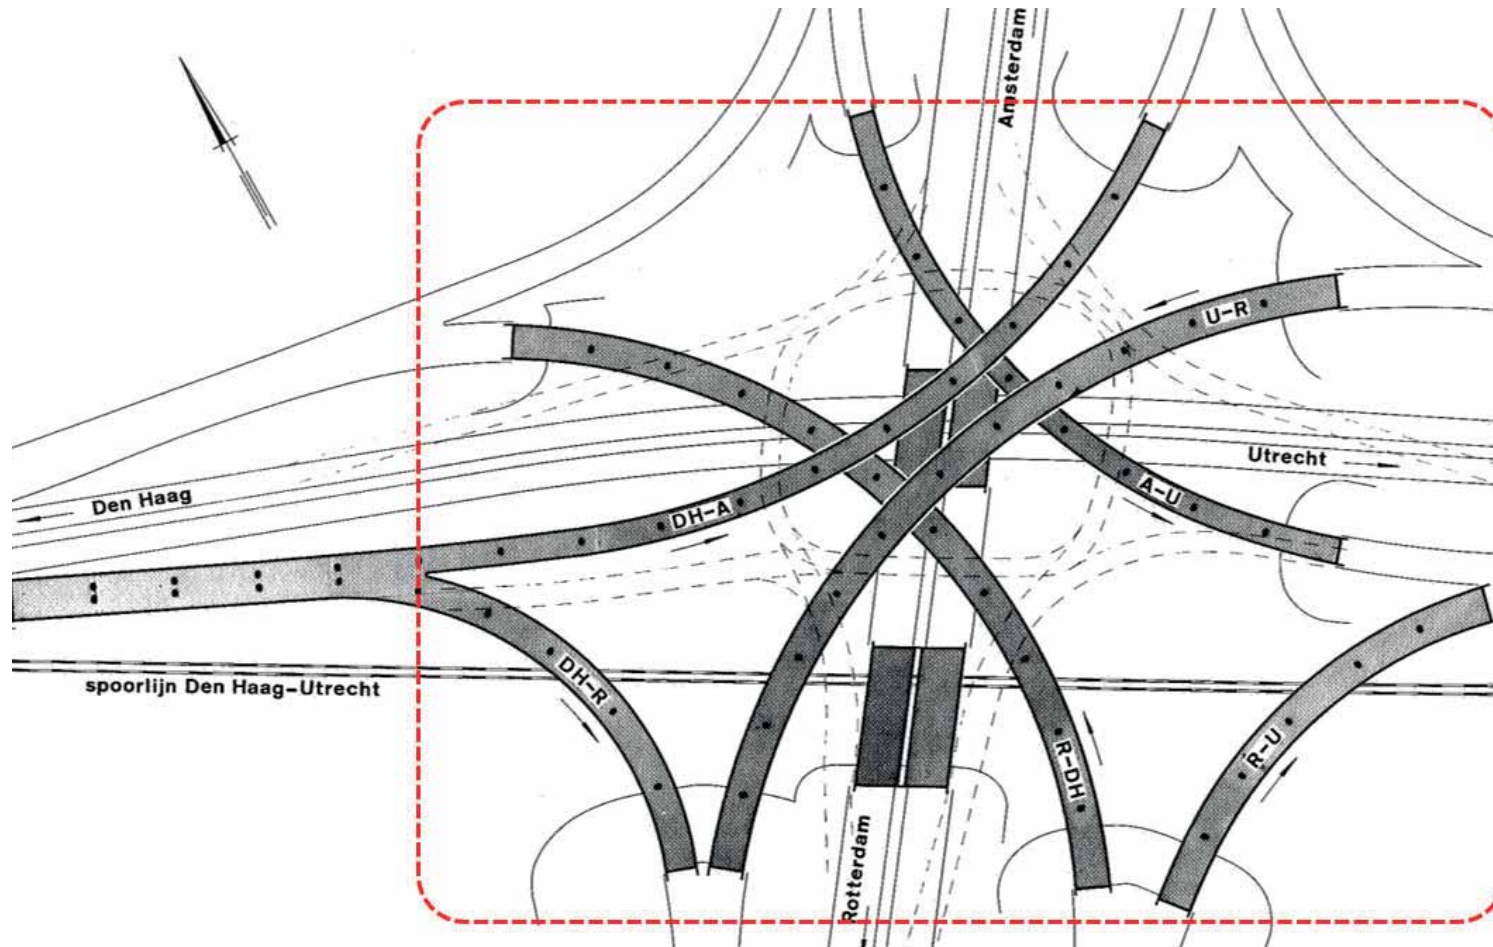 Amsterdam
U-R
Den Haag
Utrecht
DH-A
A-U
spoorlijn Den Haag-Utrecht
DH-R
R-DH
R-U
Rotterdam